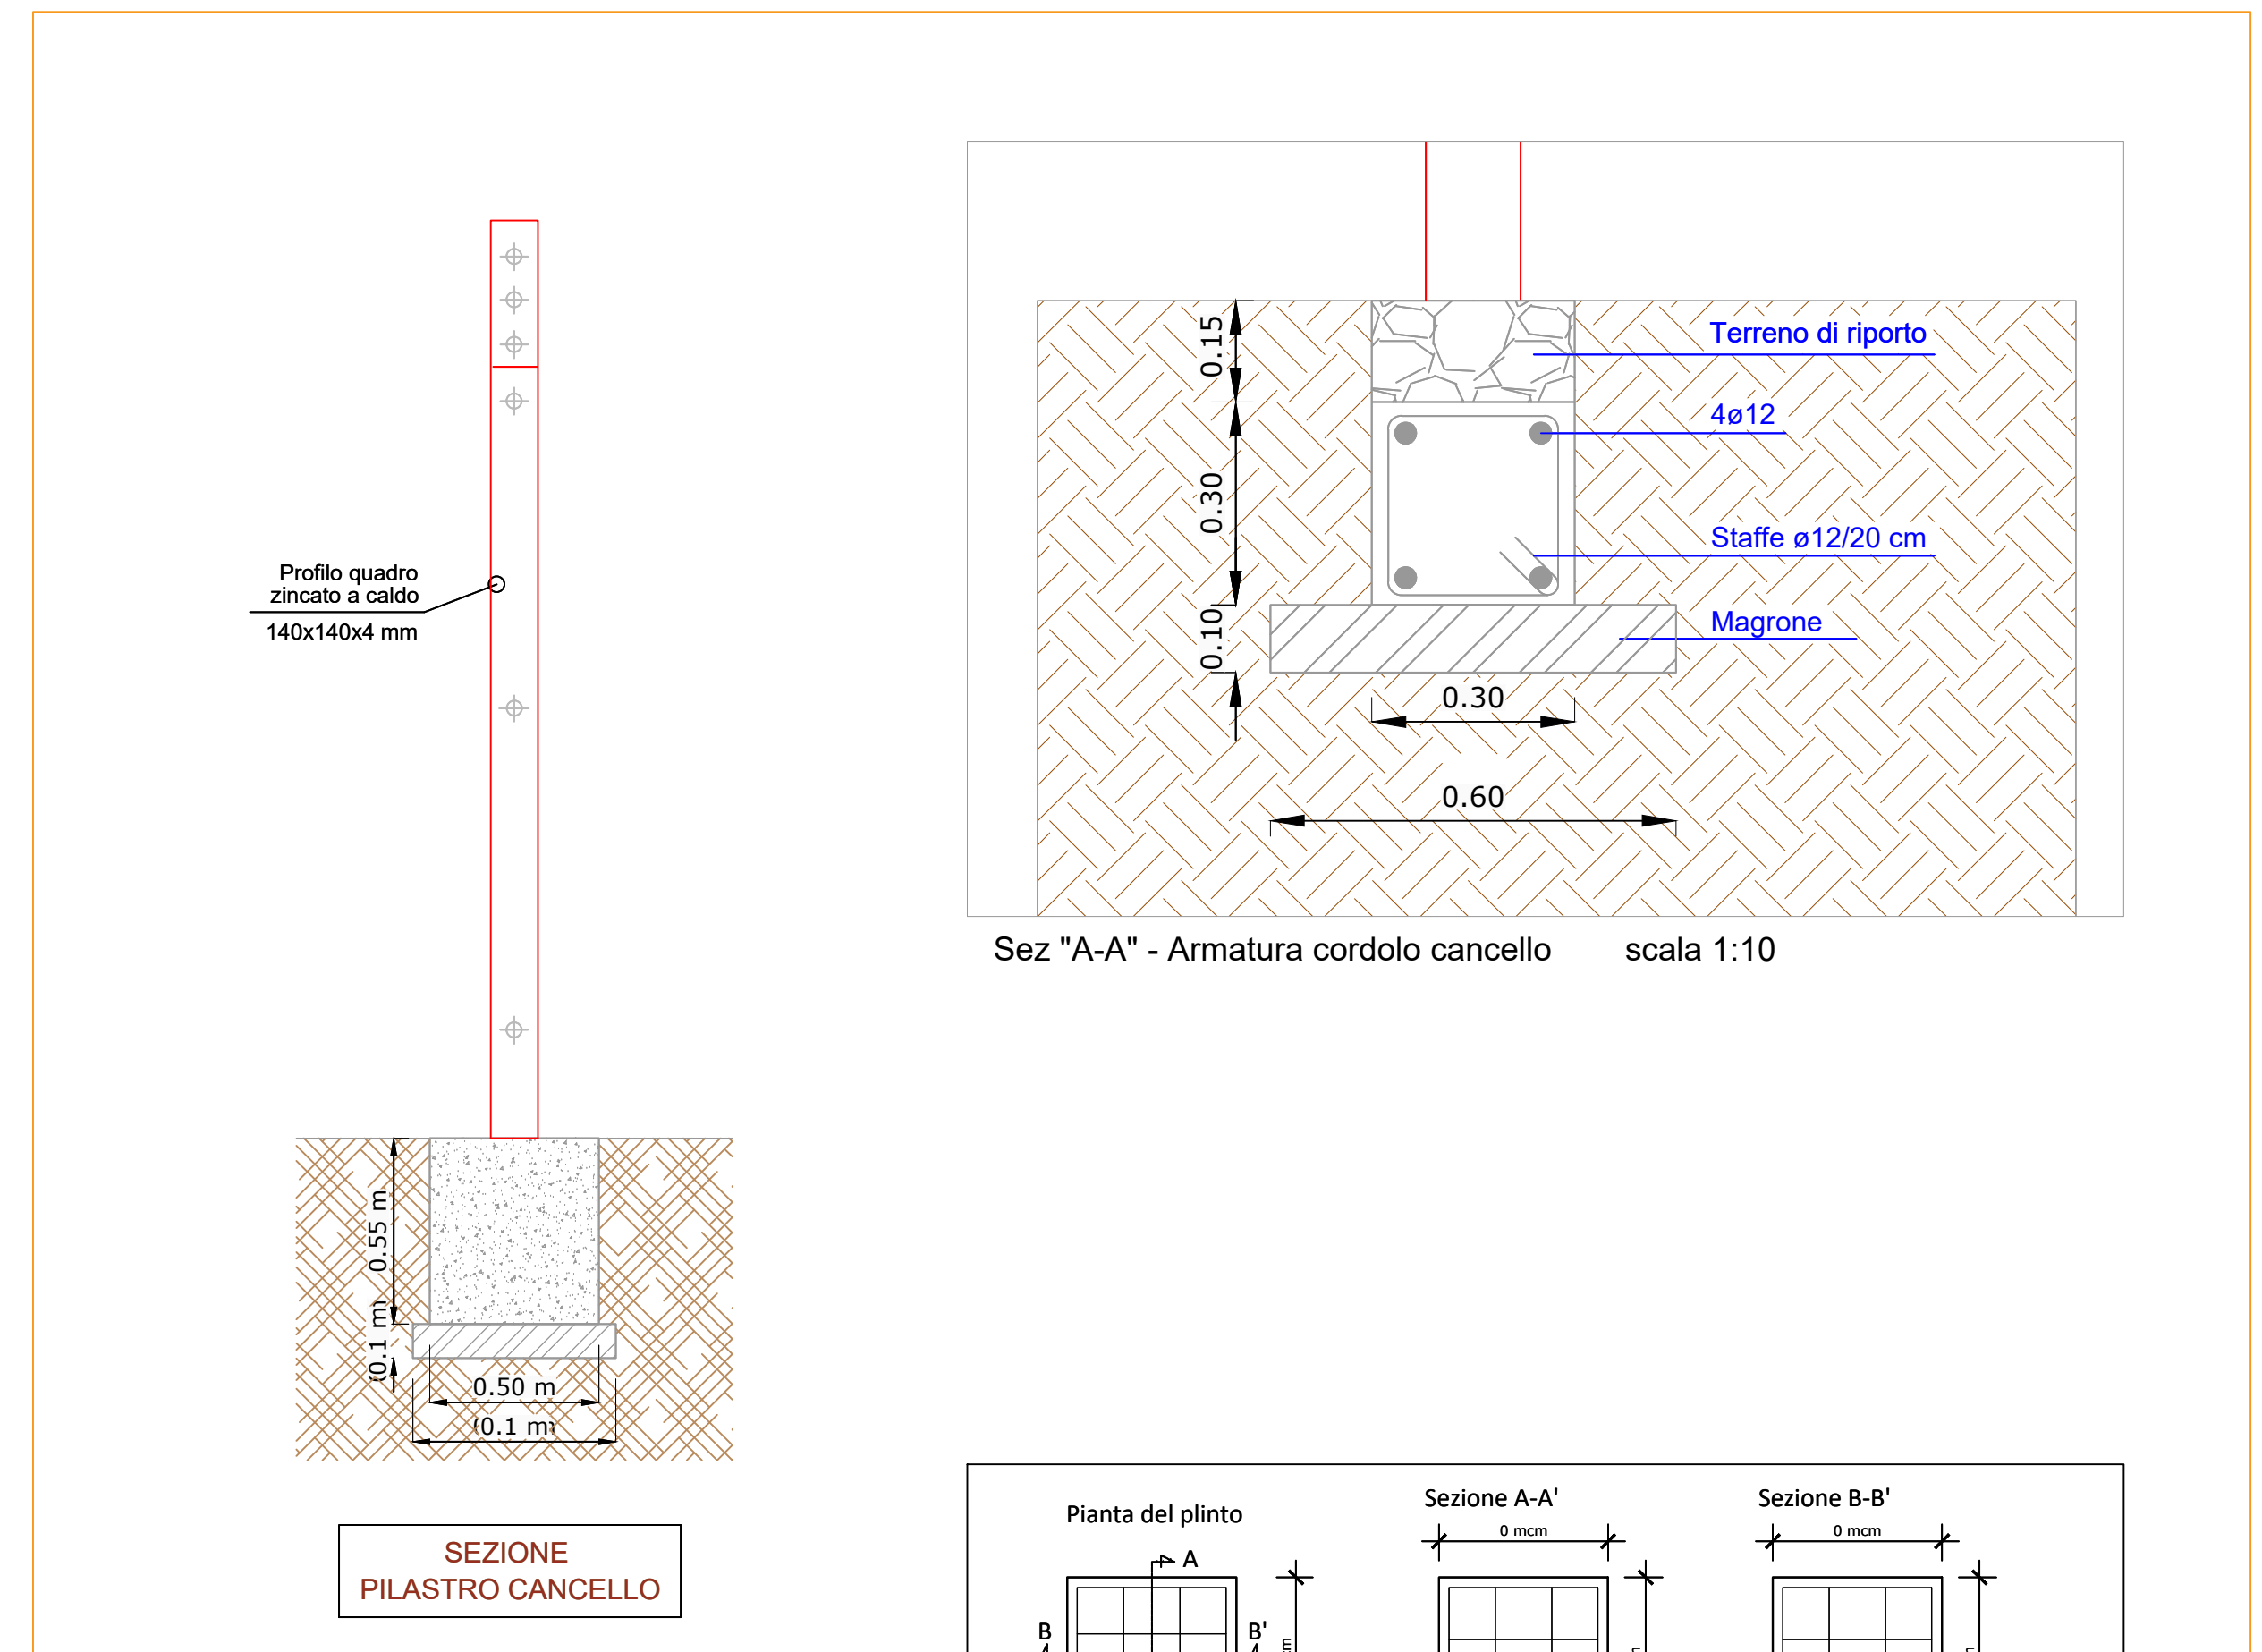 Profilo quadro
zincato a caldo
140x140x4 mm
0.55 m
0.1 m
0.50 m
0.1 m
SEZIONE
PILASTRO CANCELLO
0.15
0.30
0.10
Terreno di riporto
4ø12
Staffe ø12/20 cm
Magrone
0.30
0.60
Sez "A-A" - Armatura cordolo cancello scala 1:10
Pianta del plinto
Sezione A-A'
Sezione B-B'
0 mcm
0 mcm
A
B
B'